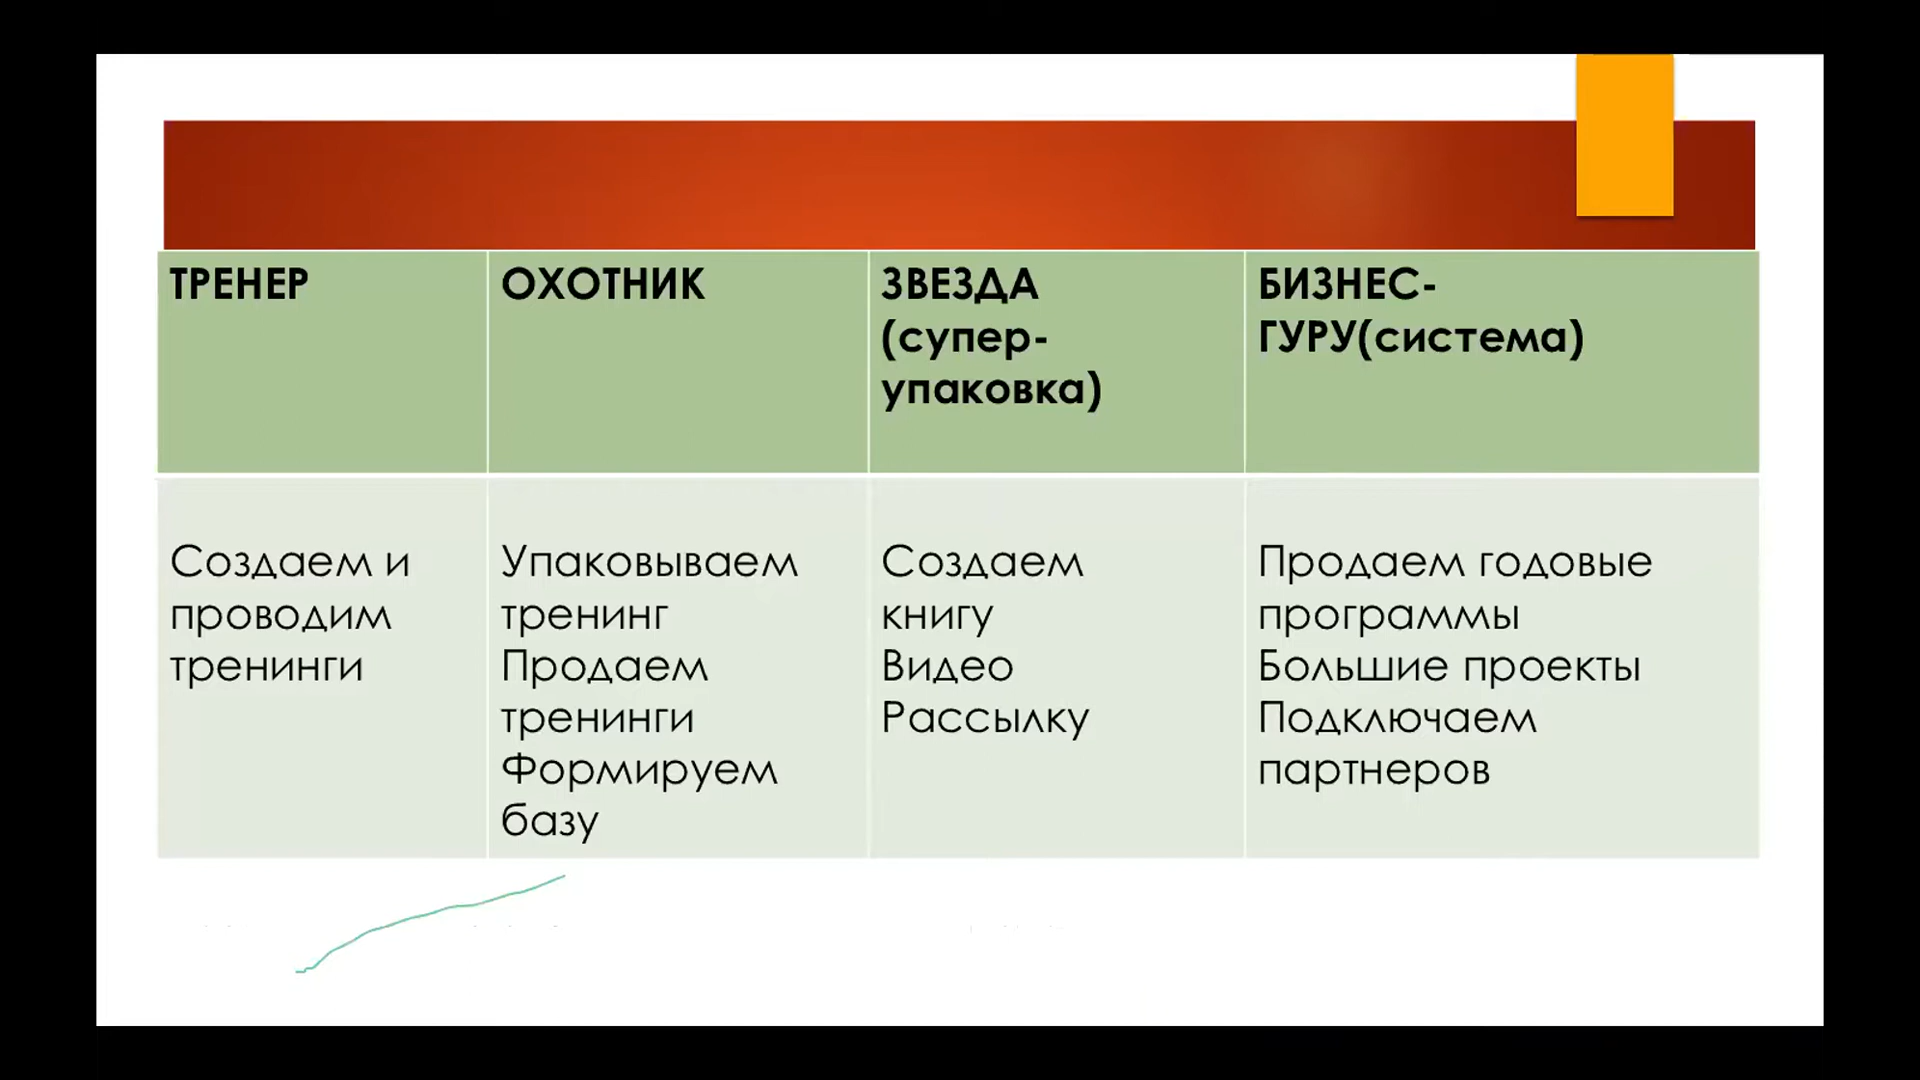 ТРЕНЕР
ОХОТНИК
ЗВЕЗДА
(супер-
упаковка)
БИЗНЕС-
ГУРУ(система)
Создаем и
проводим
тренинги
Упаковываем
тренинг
Продаем
тренинги
Формируем
базу
Создаем
книгу
Видео
Рассылку
Продаем годовые
программы
Большие проекты
Подключаем
партнеров